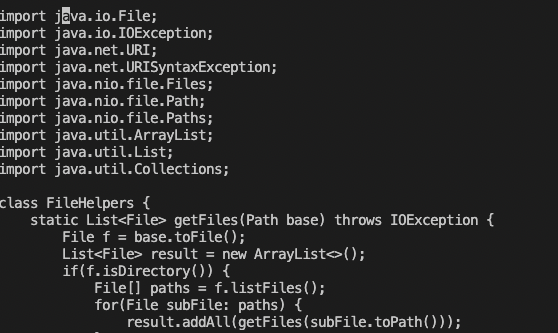 import java.io.File;
import java.io.IOException;
import java.net.URI;
import java.net.URISyntaxException;
import java.nio.file.Files;
import java.nio.file.Path;
import java.nio.file.Paths;
import java.util.ArrayList;
import java.util.List;
import java.util.Collections;

class FileHelpers {
    static List<File> getFiles(Path base) throws IOException {
        File f = base.toFile();
        List<File> result = new ArrayList<>();
        if(f.isDirectory()) {
            File[] paths = f.listFiles();
            for(File subFile: paths) {
                result.addAll(getFiles(subFile.toPath()));